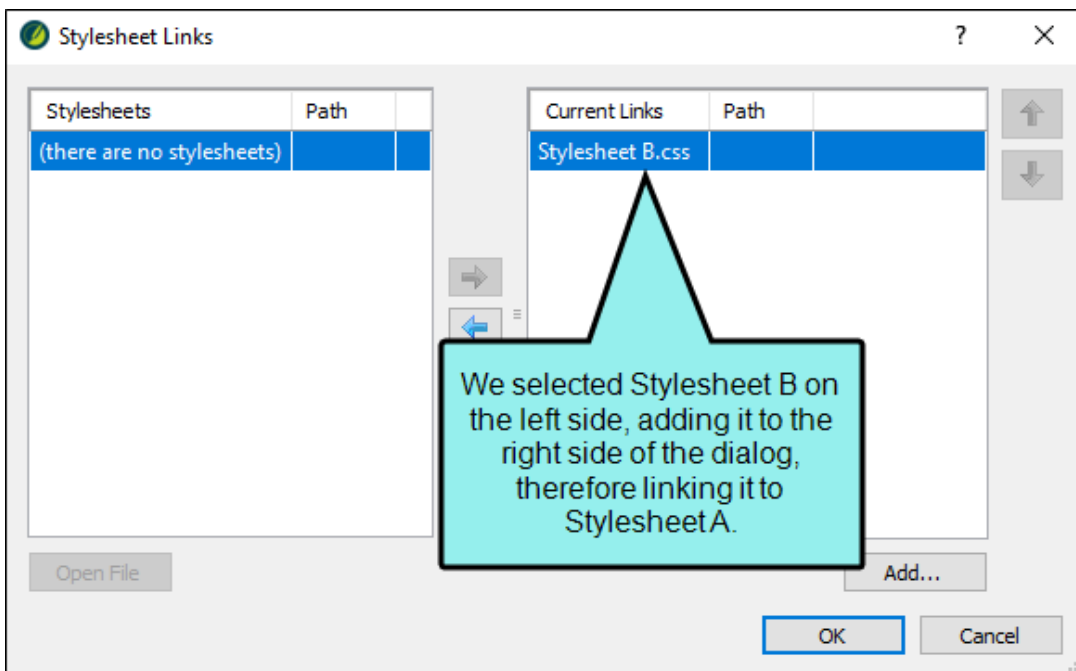 Stylesheet Links ?
Stylesheets Path
Current Links Path
(there are no stylesheets)
Stylesheet B.css
We selected Stylesheet B on
the left side, adding it to the
right side of the dialog,
therefore linking it to
Stylesheet A.
Open File
Add...
OK Cancel